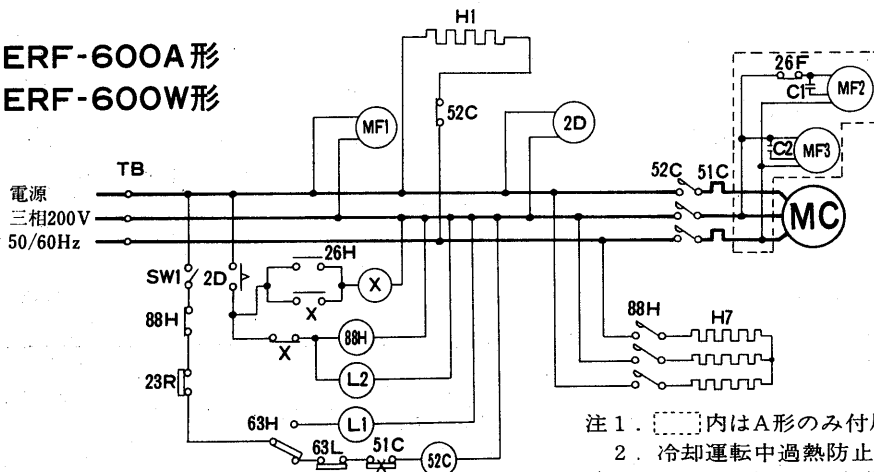 ERF-600A形
ERF-600W形
H1
26F
C1
MF2
MF1
52C
2D
C2
MF3
TB
52C
51C
電源
三相200V
50/60Hz
MC
26H
SW1
2D
X
X
88H
88H
H7
X
88H
L2
23R
63H
L1
63L
51C
52C
注1. 内はA形のみ付
2. 冷却運転中過熱防止